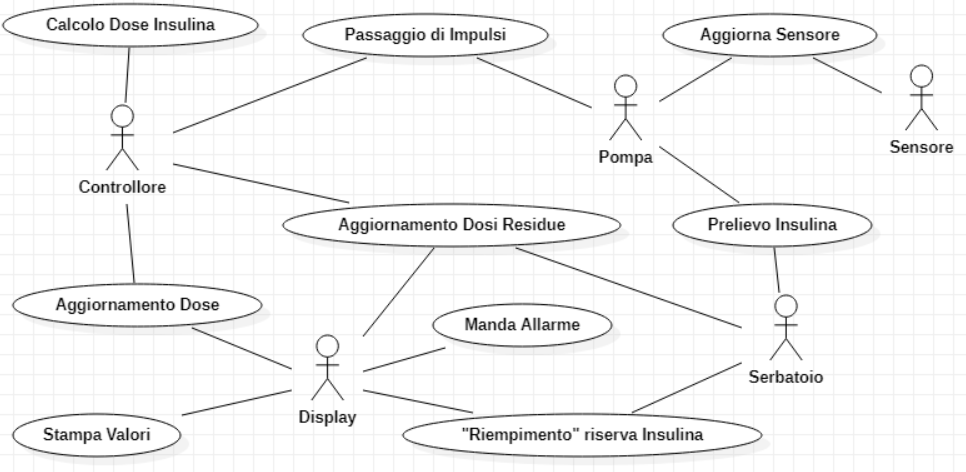 Calcolo Dose Insulina
Passaggio di Impulsi
Aggiorna Sensore
Sensore
Pompa
Controllore
Aggiornamento Dosi Residue
Prelievo Insulina
Aggiornamento Dose
Manda Allarme
Serbatoio
Display
Stampa Valori
"Riempimento" riserva Insulina